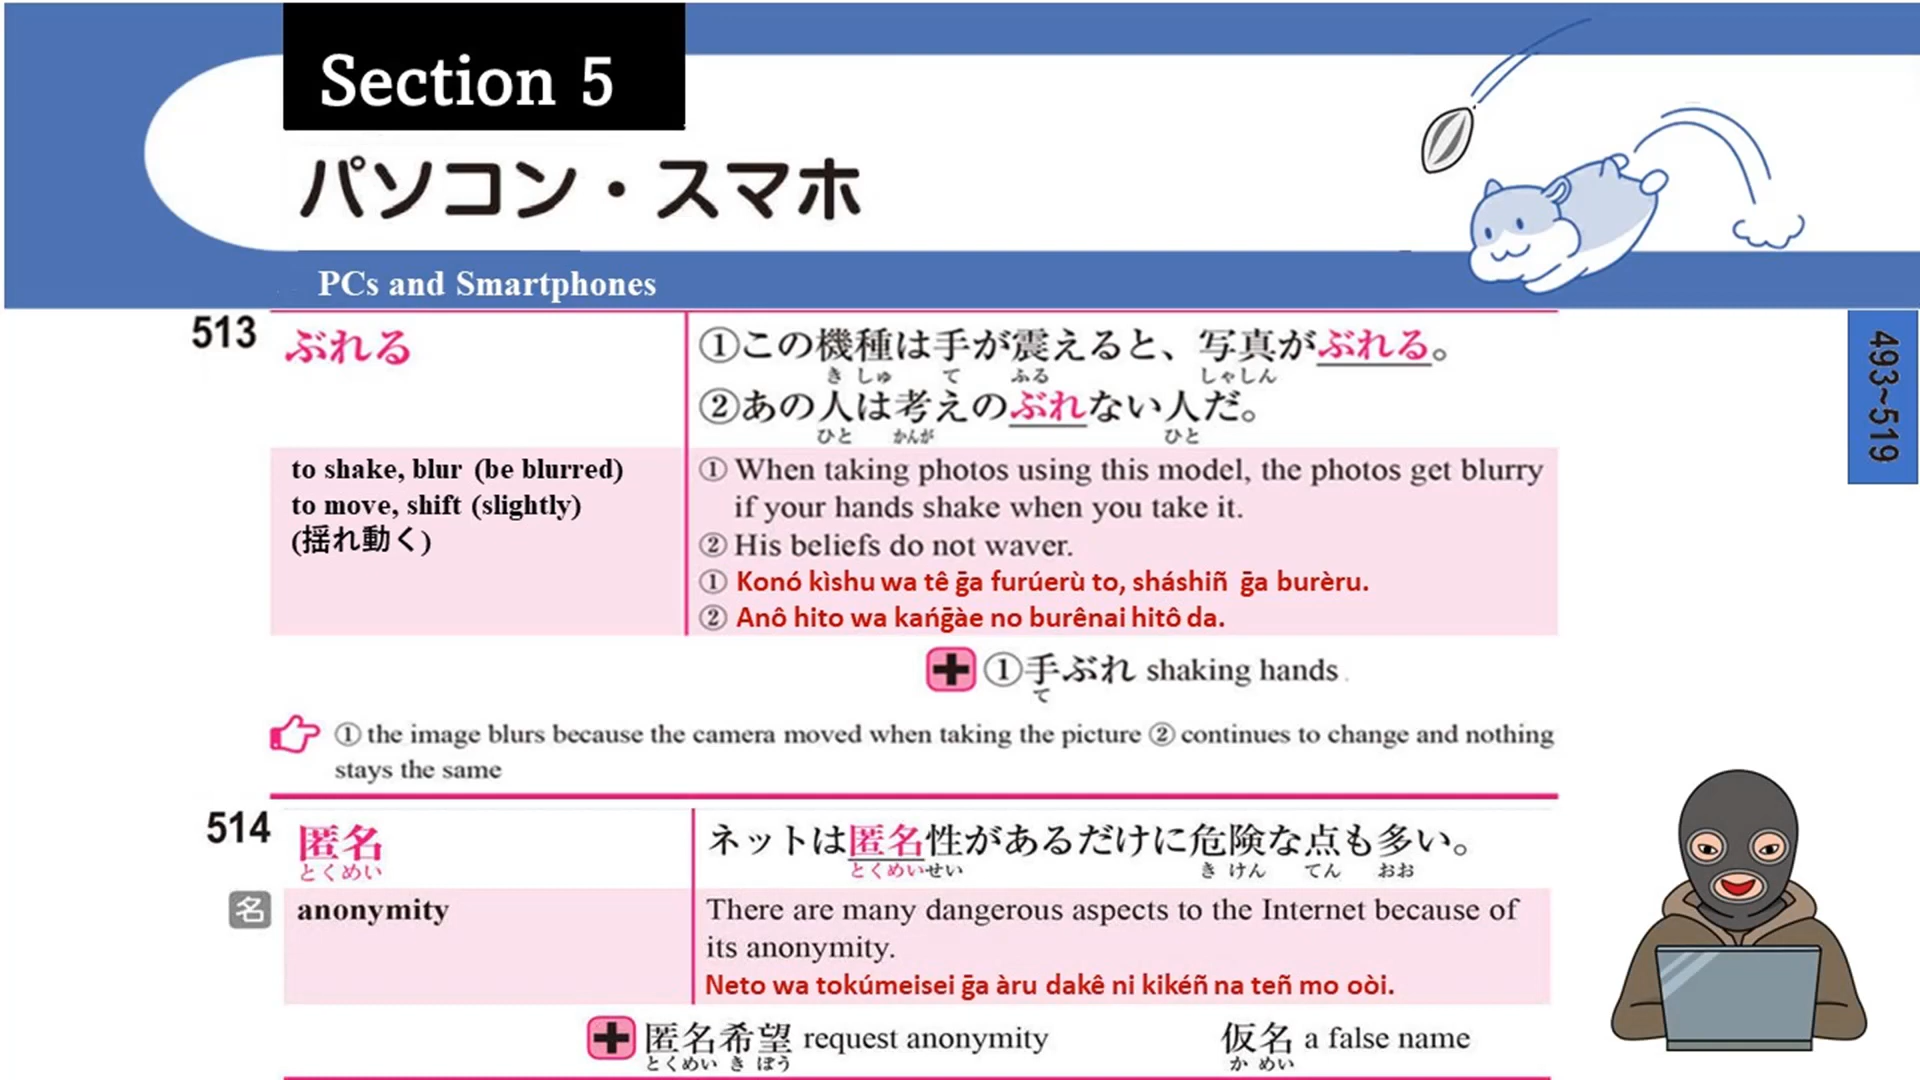 Section 5
パソコン・スマホ
PCs and Smartphones
493~519
513
ぶれる
①この機種は手が震えると、写真がぶれる。
き しゅ て ふる しゃしん
②あの人は考えのぶれない人だ。
ひと かんが ひと
to shake, blur (be blurred)
to move, shift (slightly)
(揺れ動く)
① When taking photos using this model, the photos get blurry
if your hands shake when you take it.
② His beliefs do not waver.
① Konó kìshu wa tê ḡa furúerù to, sháshiñ ḡa burèru.
② Anô hito wa kańḡàe no burênai hitô da.
①手ぶれ shaking hands
て
① the image blurs because the camera moved when taking the picture ② continues to change and nothing
stays the same
514
匿名
とくめい
ネットは匿名性があるだけに危険な点も多い。
とくめいせい き けん てん おお
名
anonymity
There are many dangerous aspects to the Internet because of
its anonymity.
Neto wa tokúmeisei ḡa àru dakê ni kikéñ na teñ mo oòi.
匿名希望 request anonymity 仮名 a false name
とくめい き ぼう か めい